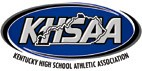 KHSAA
KENTUCKY HIGH SCHOOL ATHLETIC ASSOCIATION